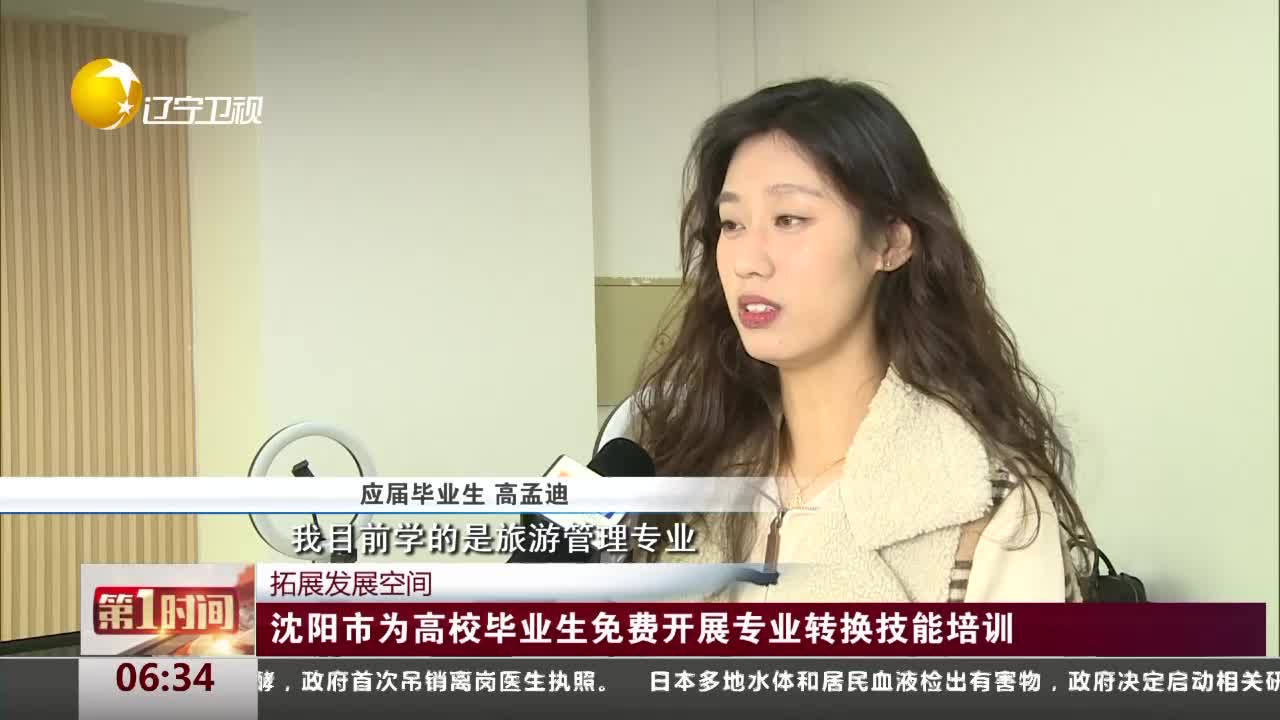 辽宁卫视
应届毕业生 高孟迪
我目前学的是旅游管理专业
拓展发展空间
第1时间
沈阳市为高校毕业生免费开展专业转换技能培训
06:34
酵，政府首次吊销离岗医生执照。 日本多地水体和居民血液检出有害物，政府决定启动相关研